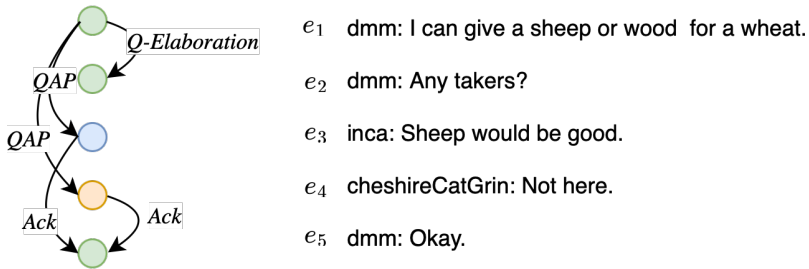 Q-Elaboration
QAP
QAP
Ack
Ack
e1 dmm: I can give a sheep or wood for a wheat.
e2 dmm: Any takers?
e3 inca: Sheep would be good.
e4 cheshireCatGrin: Not here.
e5 dmm: Okay.